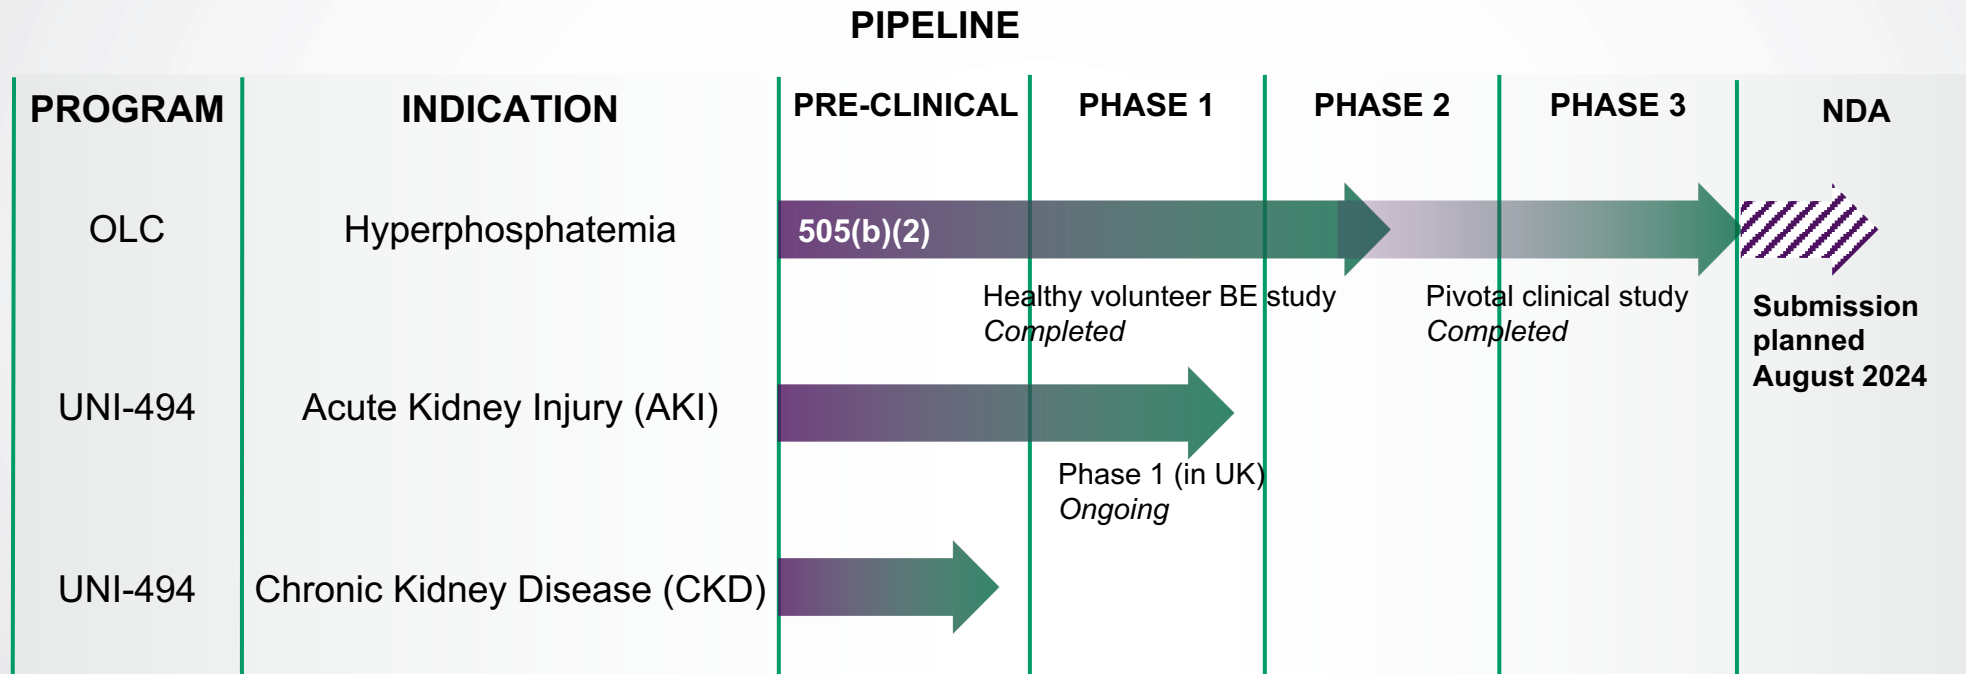 PIPELINE
PROGRAM
INDICATION
PRE-CLINICAL
PHASE 1
PHASE 2
PHASE 3
NDA
OLC
Hyperphosphatemia
505(b)(2)
Healthy volunteer BE study
Completed
Pivotal clinical study
Completed
Submission
planned
August 2024
UNI-494
Acute Kidney Injury (AKI)
Phase 1 (in UK)
Ongoing
UNI-494
Chronic Kidney Disease (CKD)